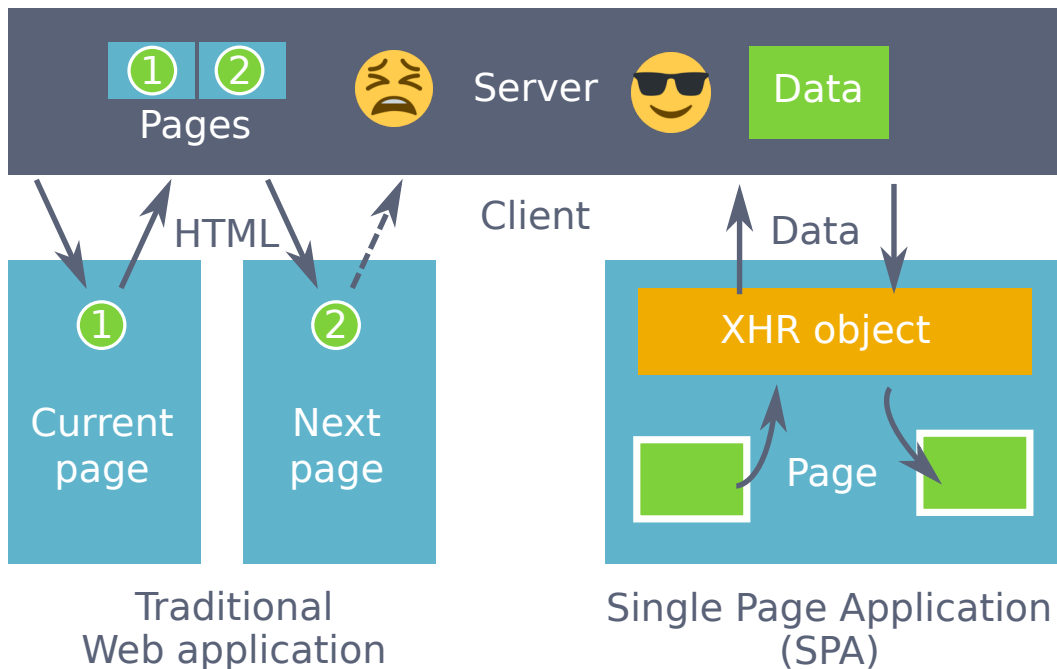 1 2
Pages
Server
Data
HTML
Client
Data
1
Current
page
2
Next
page
XHR object
Page
Traditional
Web application
Single Page Application
(SPA)